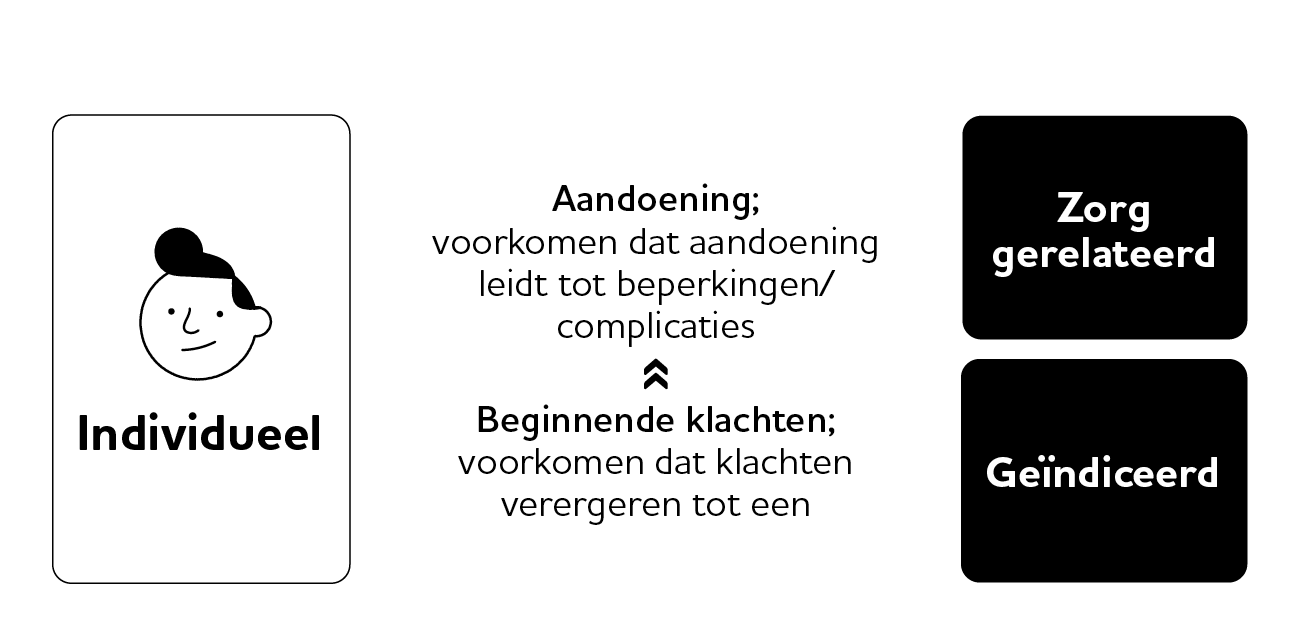 Individueel
Aandoening;
voorkomen dat aandoening
leidt tot beperkingen/
complicaties
Beginnende klachten;
voorkomen dat klachten
verergeren tot een
Zorg
gerelateerd
Geïndiceerd